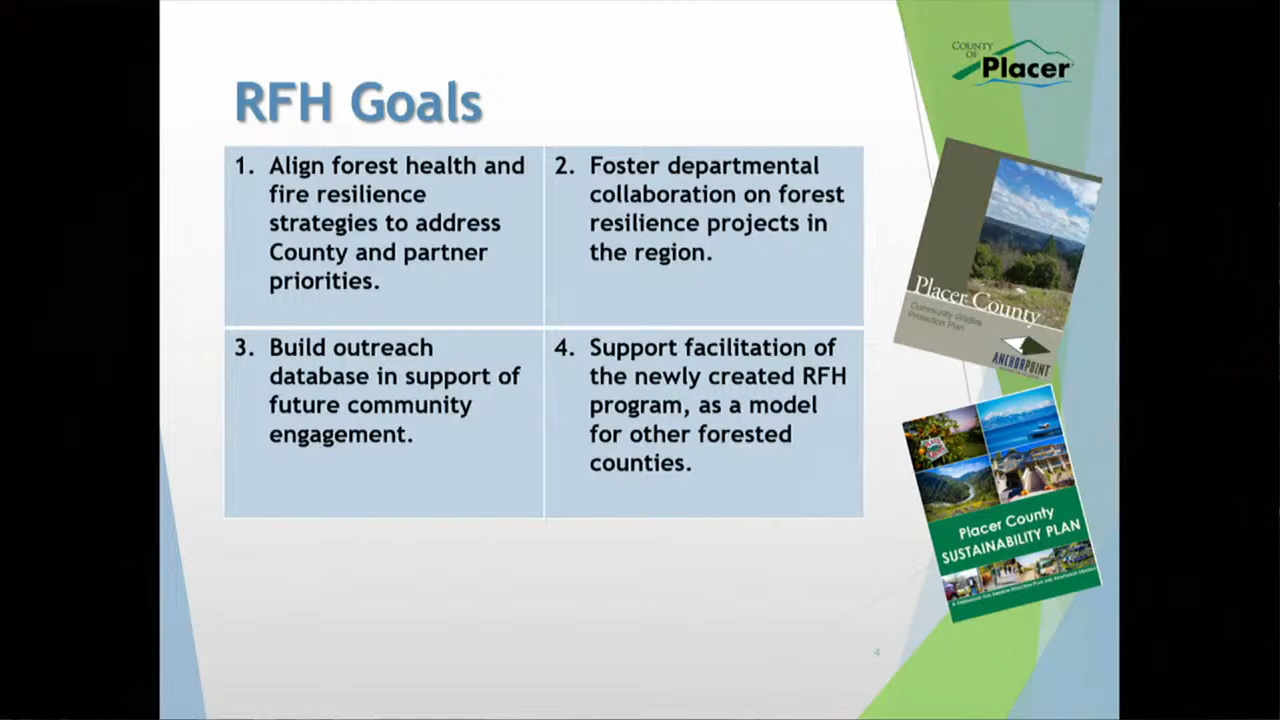 COUNTY
OF
Placer
RFH Goals
1. Align forest health and
fire resilience
strategies to address
County and partner
priorities.
2. Foster departmental
collaboration on forest
resilience projects in
the region.
3. Build outreach
database in support of
future community
engagement.
4. Support facilitation of
the newly created RFH
program, as a model
for other forested
counties.
Placer County
Community Wildfire
Protection Plan
ANCHORPOINT
Placer County
SUSTAINABILITY PLAN
4